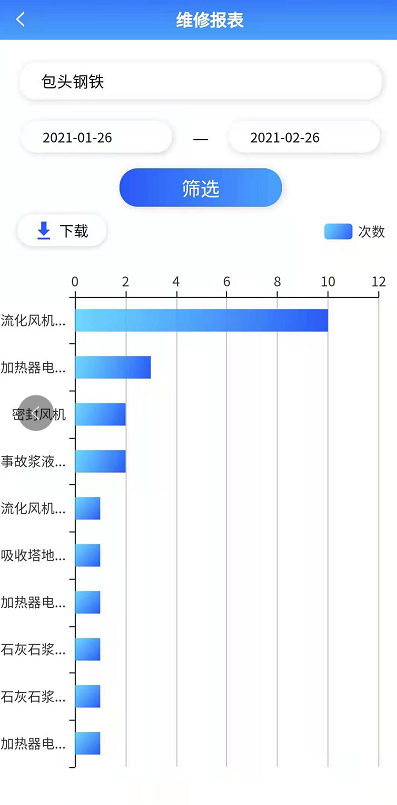 维修报表
包头钢铁
2021-01-26 — 2021-02-26
筛选
下载 次数
0 2 4 6 8 10 12
流化风机...
加热器电...
密封风机
事故浆液...
流化风机...
吸收塔地...
加热器电...
石灰石浆...
石灰石浆...
加热器电...